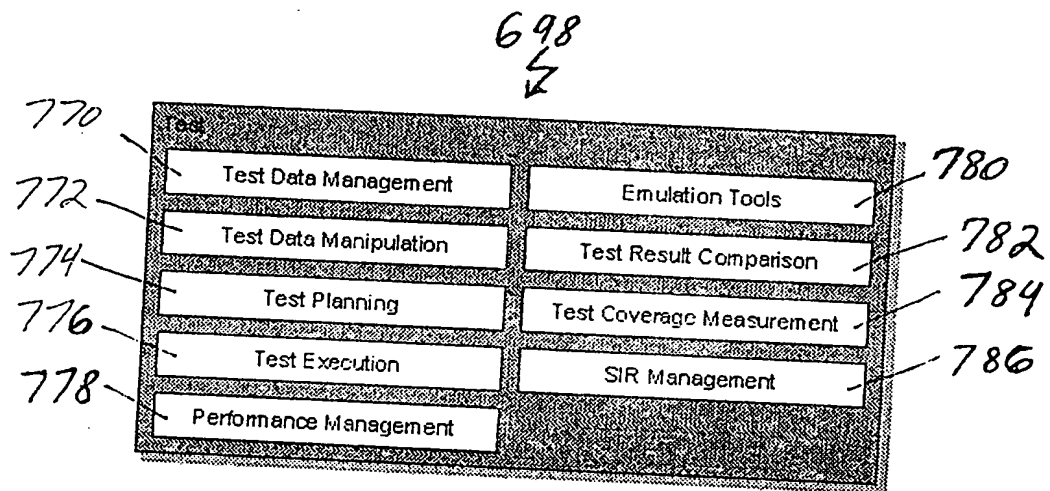 698
Test
770 Test Data Management
Emulation Tools 780
772 Test Data Manipulation
Test Result Comparison 782
774 Test Planning
Test Coverage Measurement 784
776 Test Execution
SIR Management 786
778 Performance Management